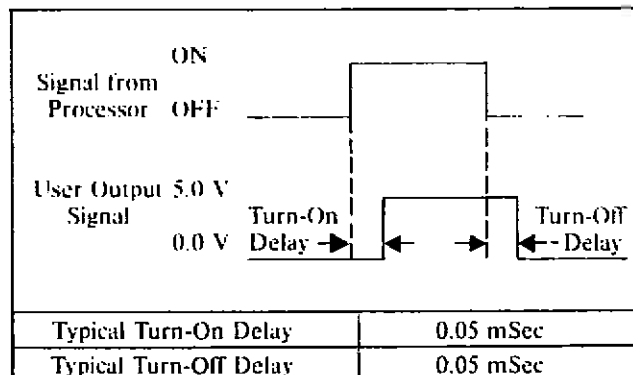 ON
Signal from
Processor OFF
User Output 5.0 V
Signal
0.0 V
Turn-On
Delay
Turn-Off
Delay
Typical Turn-On Delay 0.05 mSec
Typical Turn-Off Delay 0.05 mSec